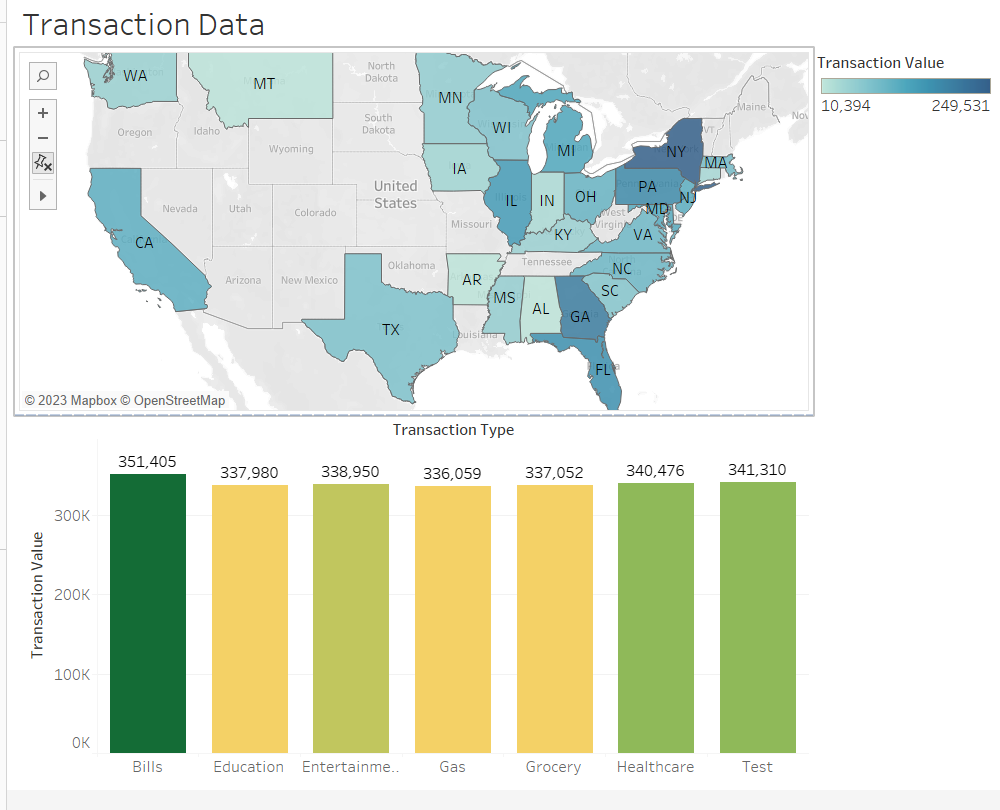 Transaction Data
Transaction Value
10,394 249,531
WA
MT
North
Dakota
MN
Oregon
Idaho
South
Dakota
WI
MI
Maine
VT
NY
MA
Wyoming
IA
United
States
Nevada
Utah
Colorado
IL
IN
OH
PA
NJ
MD
West
Virginia
VA
KY
Missouri
CA
Arizona
New Mexico
Oklahoma
AR
Tennessee
NC
SC
MS
AL
GA
TX
FL
© 2023 Mapbox © OpenStreetMap
Transaction Type
Transaction Value
300K
200K
100K
0K
351,405 337,980 338,950 336,059 337,052 340,476 341,310
Bills Education Entertainme.. Gas Grocery Healthcare Test